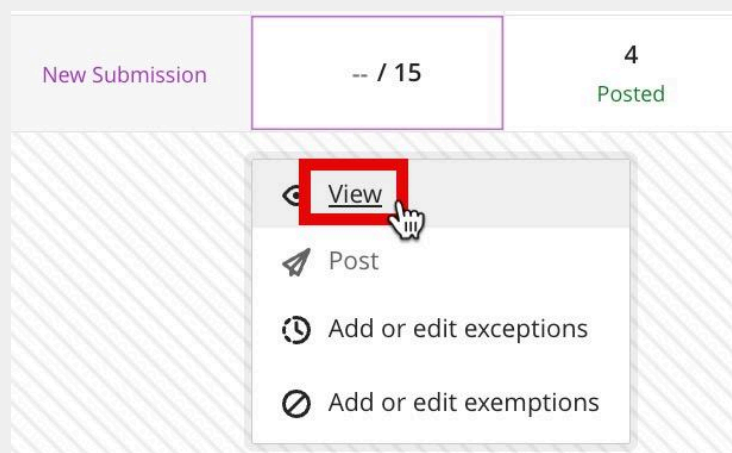 New Submission
-- / 15
4
Posted
View
Post
Add or edit exceptions
Add or edit exemptions